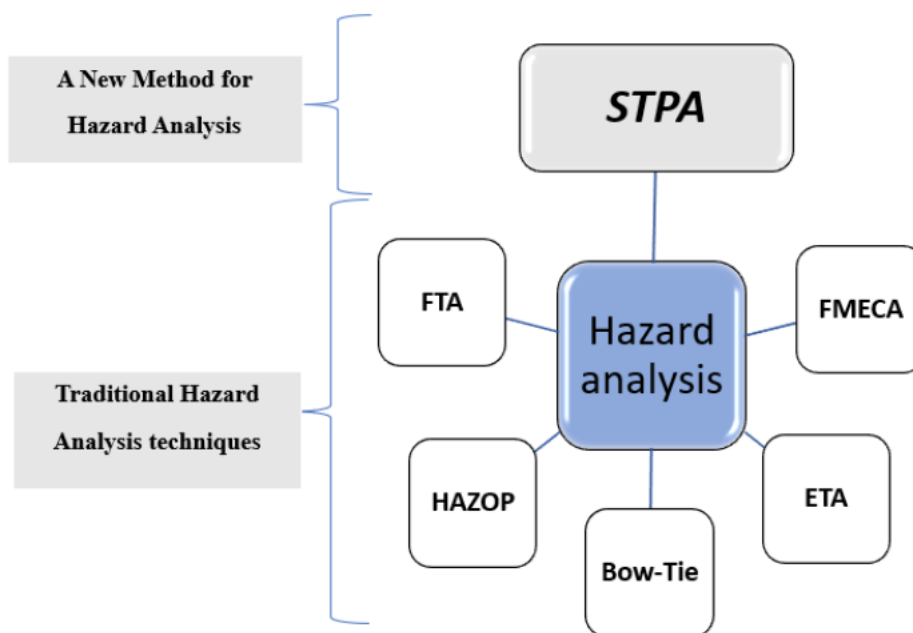 A New Method for
Hazard Analysis
STPA
FTA
Hazard
analysis
FMECA
Traditional Hazard
Analysis techniques
HAZOP
Bow-Tie
ETA